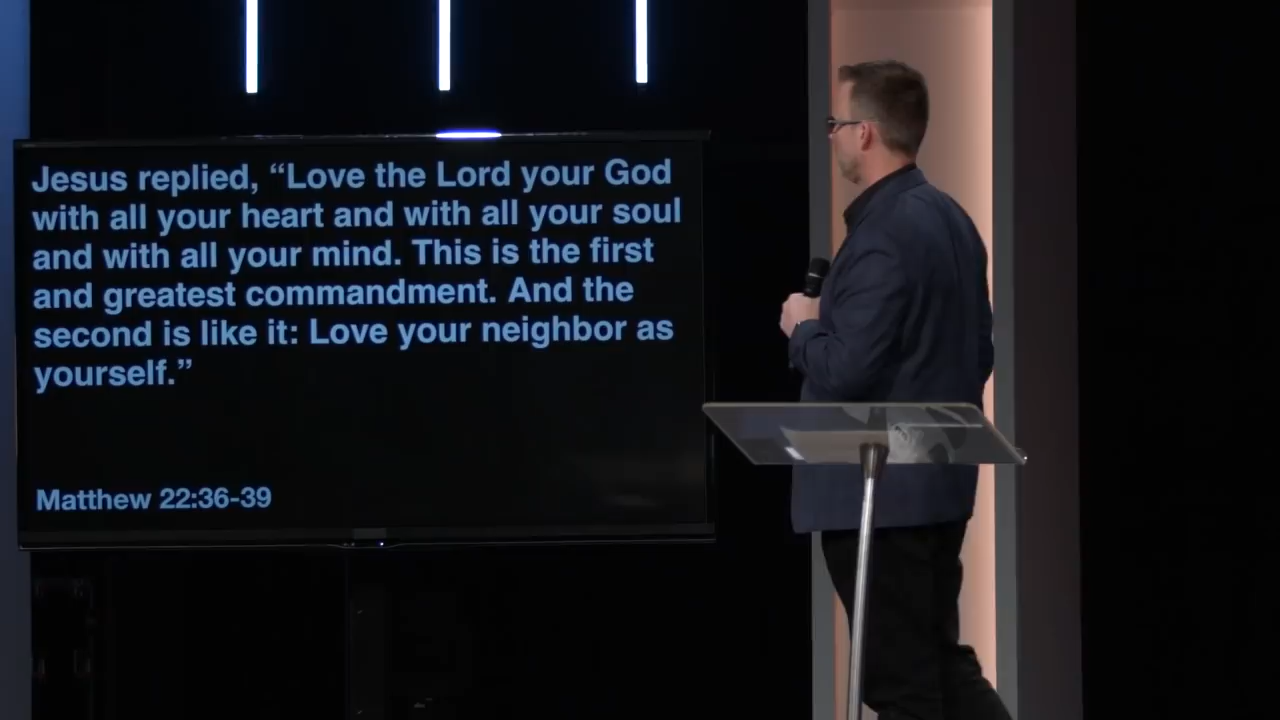 Jesus replied, “Love the Lord your God
with all your heart and with all your soul
and with all your mind. This is the first
and greatest commandment. And the
second is like it: Love your neighbor as
yourself.”
Matthew 22:36-39